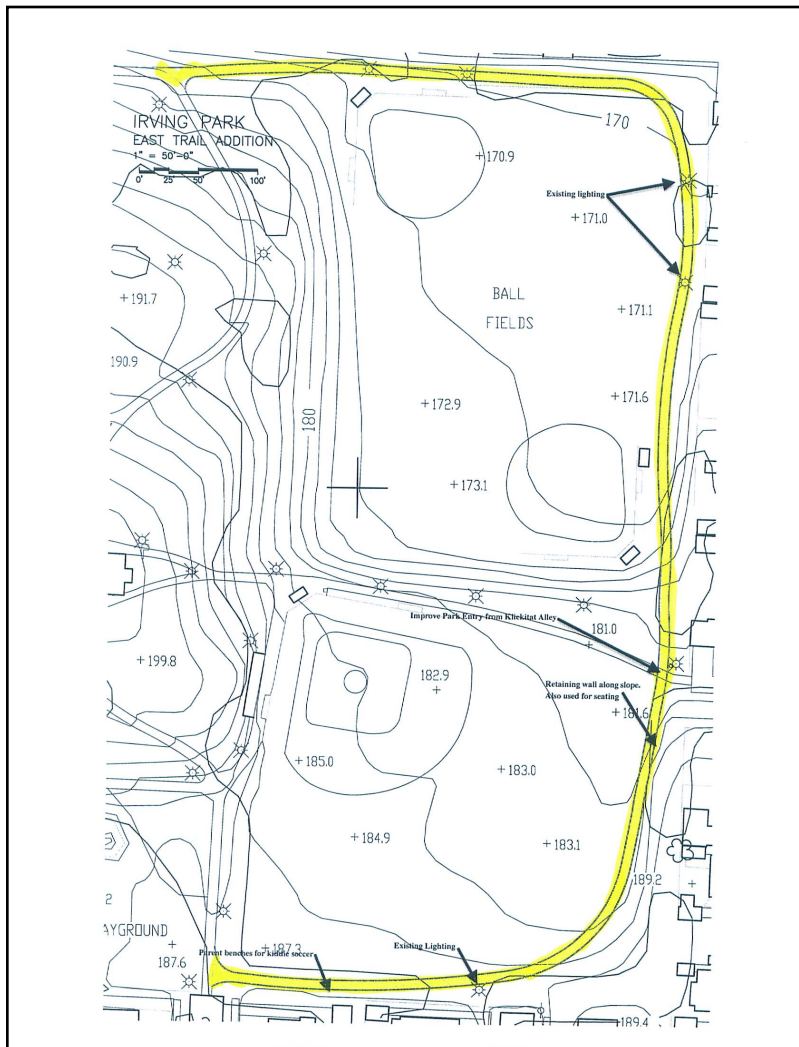 IRVING PARK
EAST TRAIL ADDITION
1" = 50'-0"
0' 25' 50' 100'
170
+170.9
Existing lighting
+171.0
+191.7
BALL
FIELDS
+171.1
190.9
+172.9
+171.6
180
+173.1
Improve Park Entry from Klickitat Alley
181.0
+
+199.8
182.9
+
Retaining wall along slope.
Also used for seating
+181.6
+185.0
+183.0
+184.9
+183.1
189.2
+
2
AYGROUND
+
187.6
+187.3
Parent benches for kiddie soccer
Existing Lighting
189.4